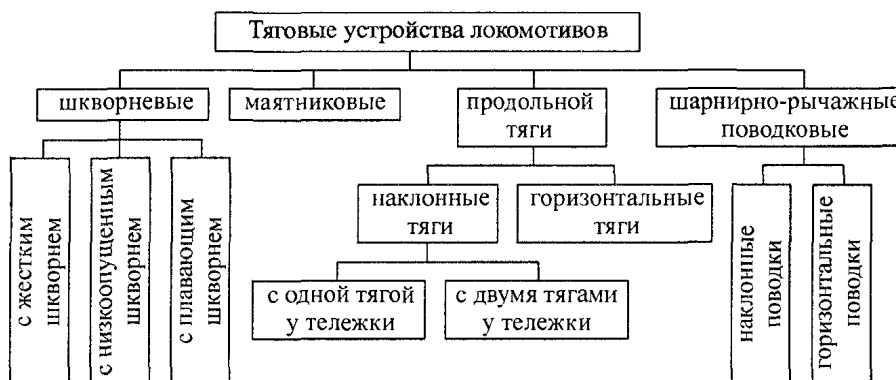 Тяговые устройства локомотивов
шкворневые
маятниковые
продольной
тяги
шарнирно-рычажные
поводковые
с жестким
шкворнем
с низкоопущенным
шкворнем
с плавающим
шкворнем
наклонные
тяги
горизонтальные
тяги
с одной тягой
у тележки
с двумя тягами
у тележки
наклонные
поводки
горизонтальные
поводки